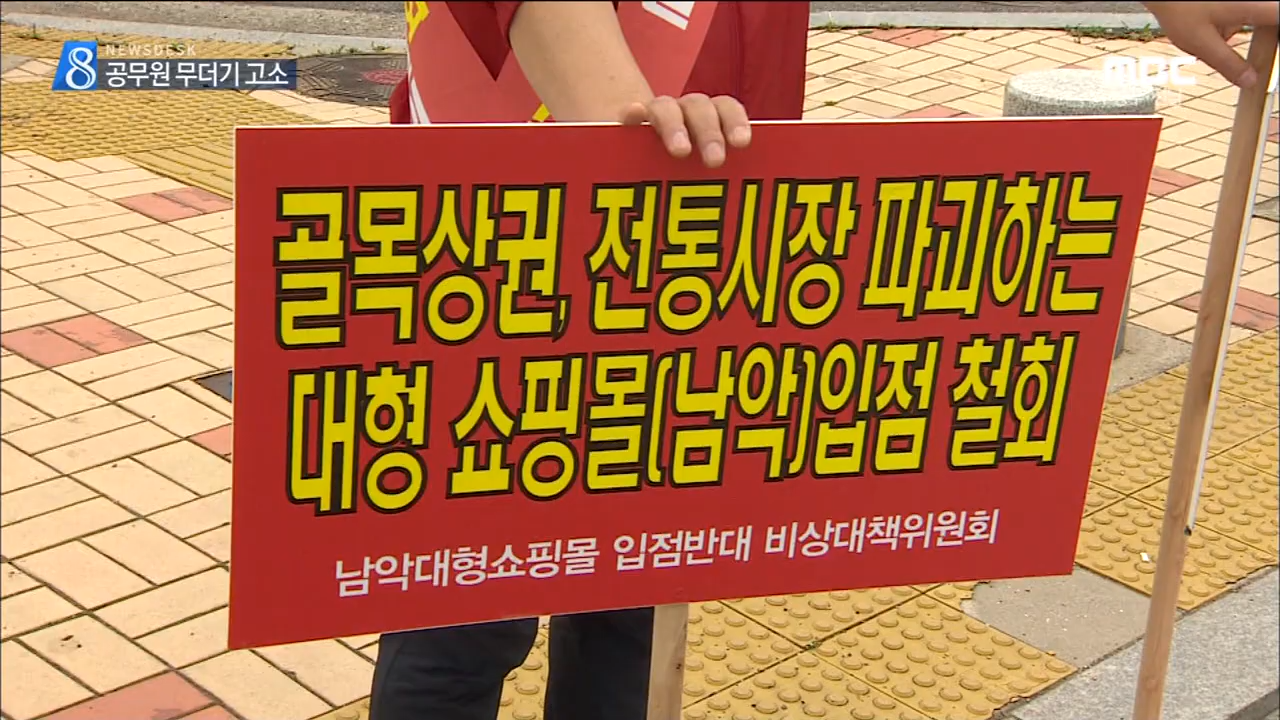 8 NEWSDESK
공무원 무더기 고소
MBC
골목상권, 전통시장 파괴하는
대형 쇼핑몰(남악)입점 철회
남악대형쇼핑몰 입점반대 비상대책위원회